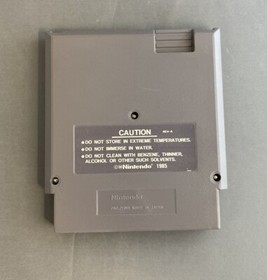 CAUTION
• DO NOT STORE IN EXTREME TEMPERATURES.
• DO NOT IMMERSE IN WATER.
• DO NOT CLEAN WITH BENZENE, THINNER,
ALCOHOL OR OTHER SUCH SOLVENTS.
©®Nintendo® 1985
Nintendo